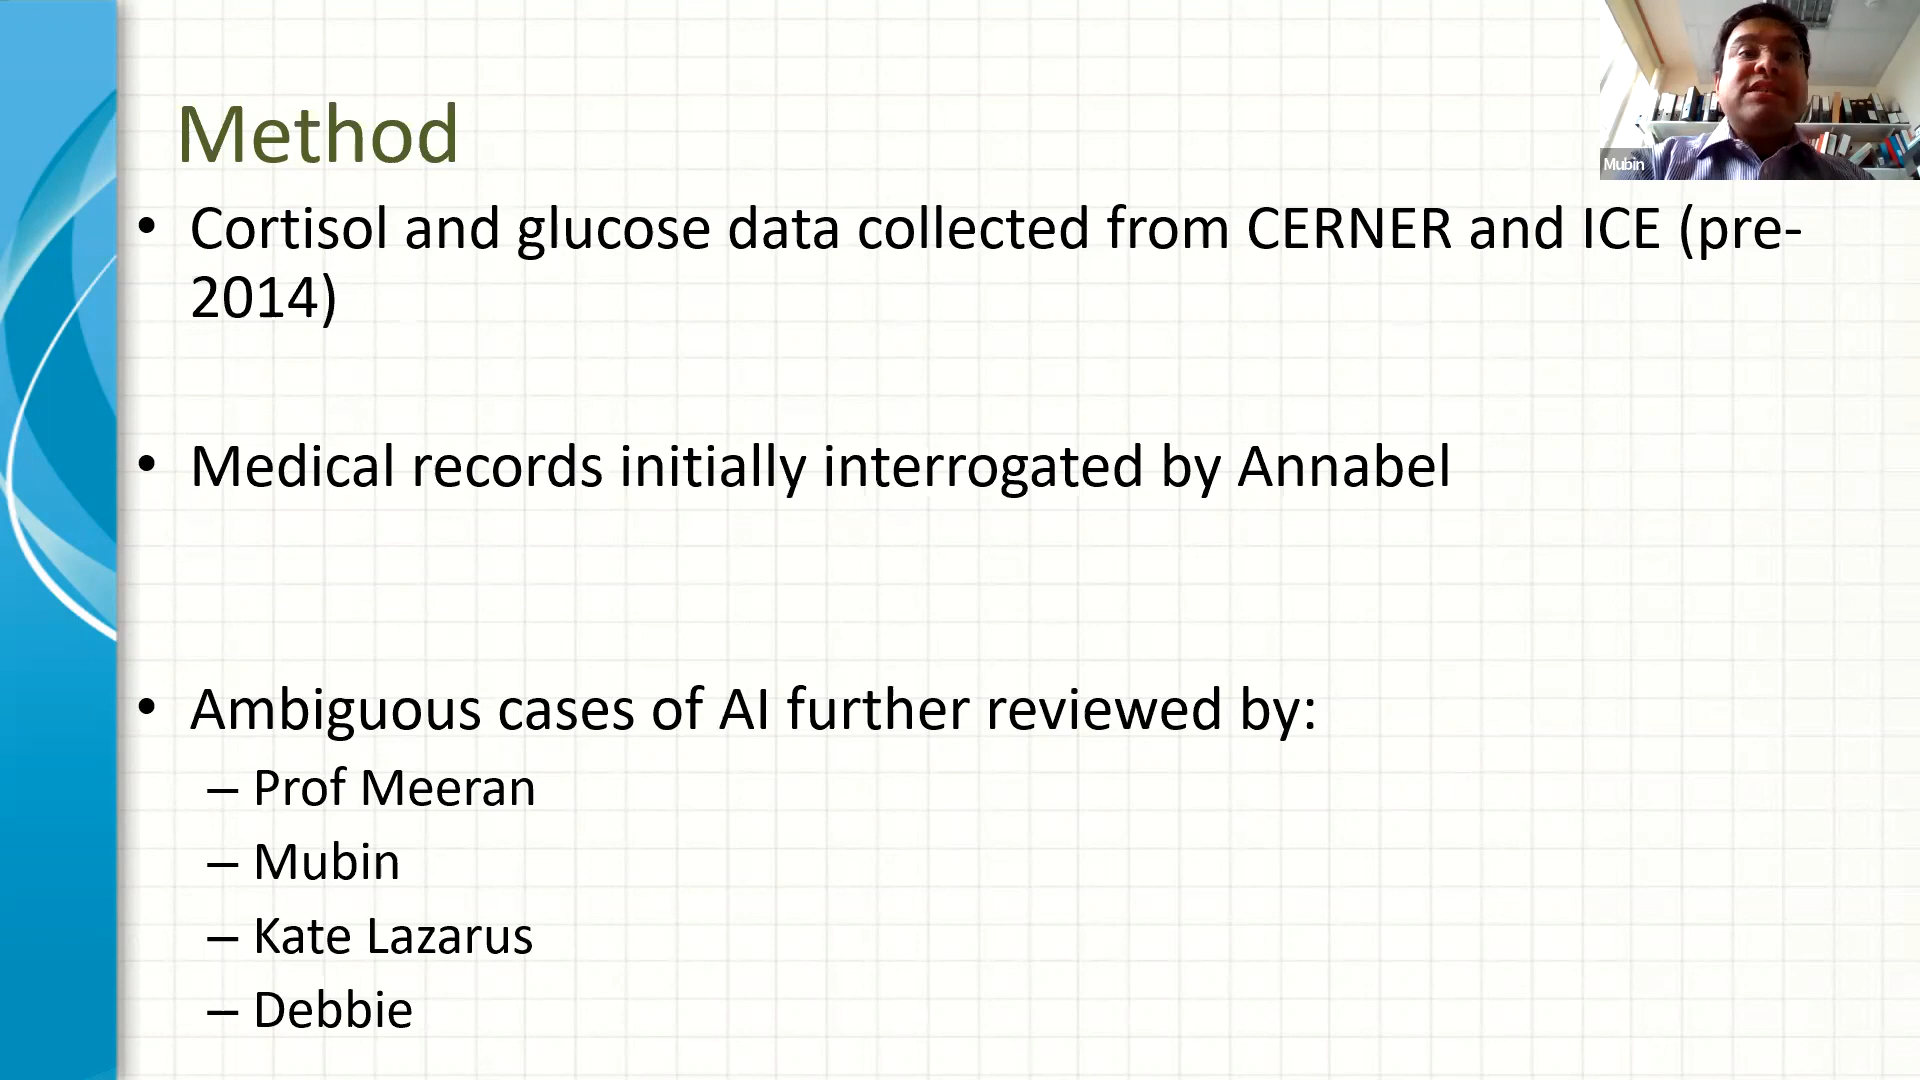 Mubin
Method
• Cortisol and glucose data collected from CERNER and ICE (pre-
2014)
• Medical records initially interrogated by Annabel
• Ambiguous cases of AI further reviewed by:
– Prof Meeran
– Mubin
– Kate Lazarus
– Debbie